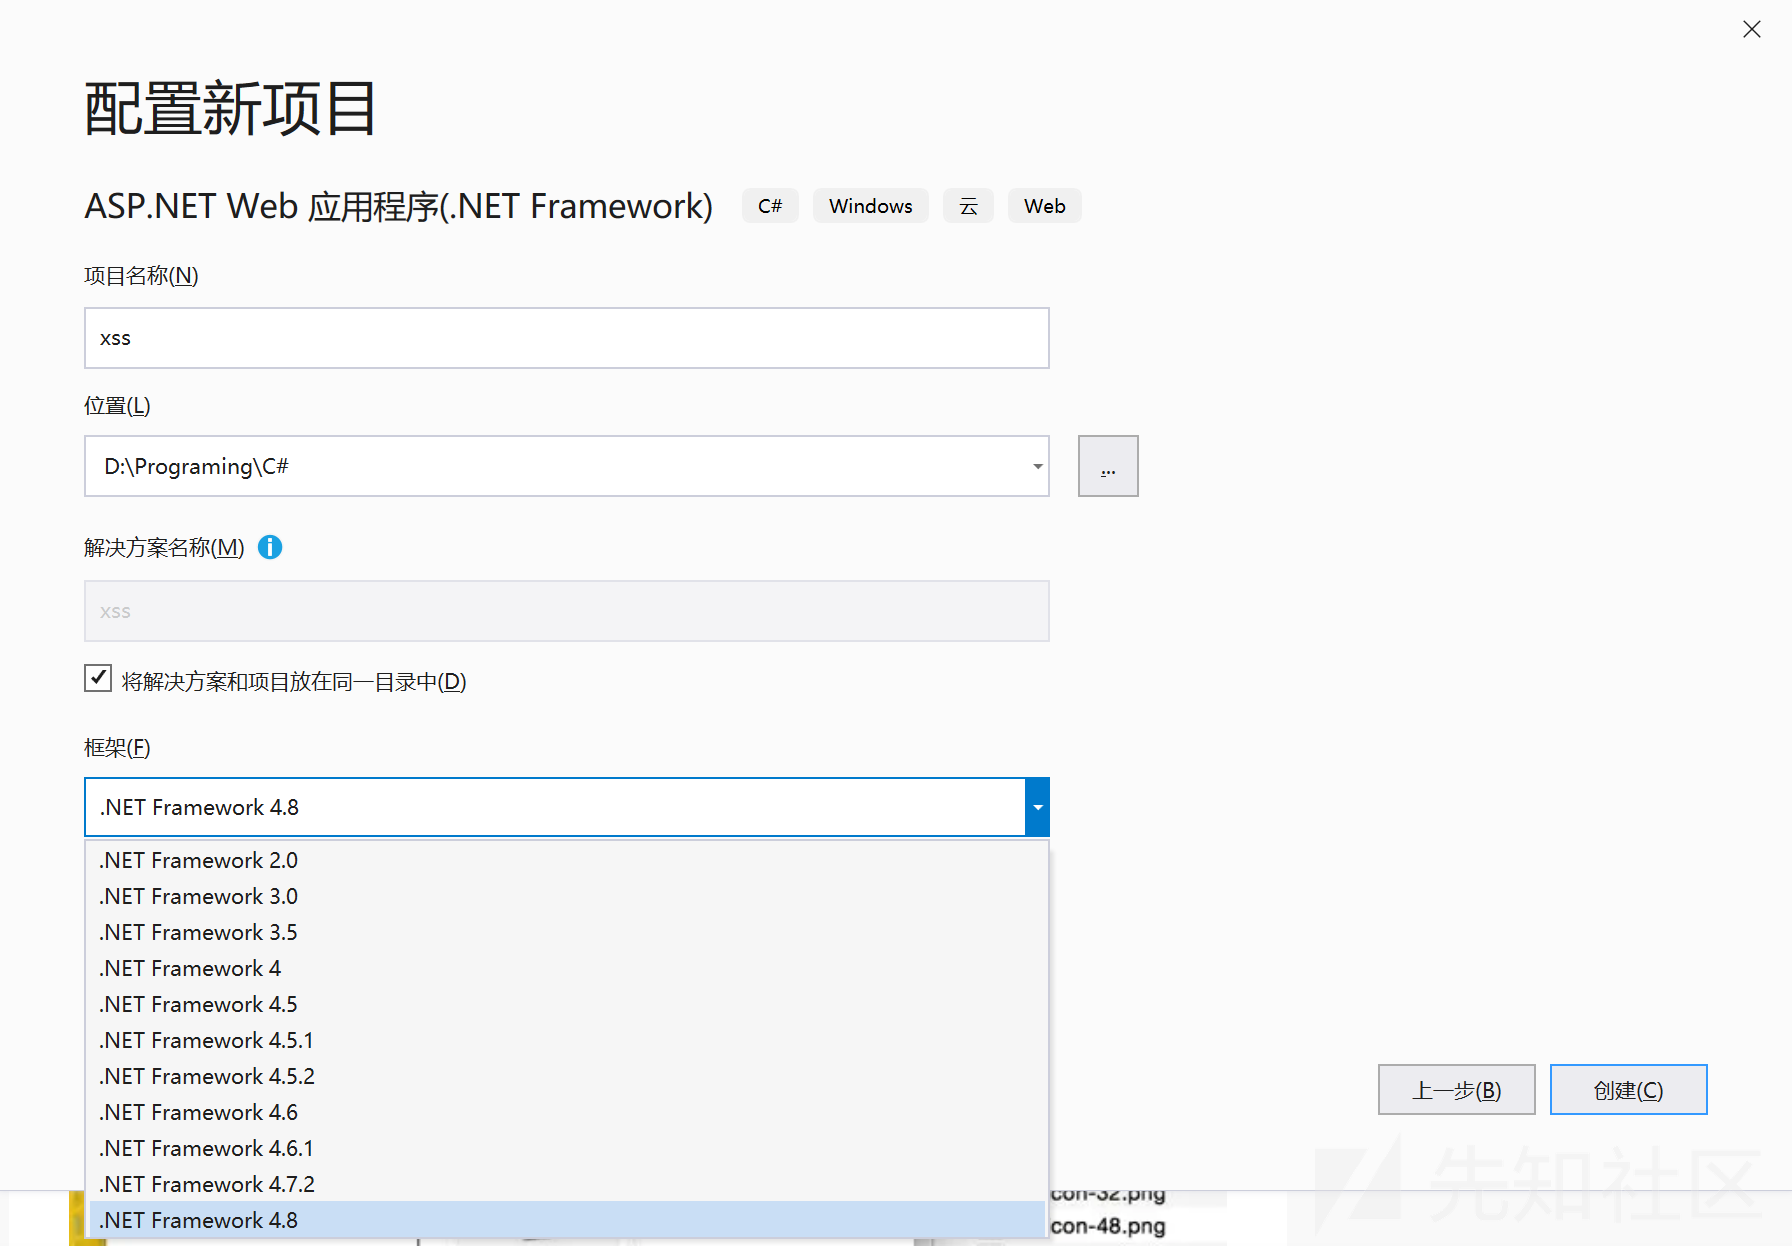 配置新项目
ASP.NET Web 应用程序(.NET Framework) C# Windows 云 Web
项目名称(N)
xss
位置(L)
D:\Programing\C#
...
解决方案名称(M)
xss
将解决方案和项目放在同一目录中(D)
框架(F)
.NET Framework 4.8
.NET Framework 2.0
.NET Framework 3.0
.NET Framework 3.5
.NET Framework 4
.NET Framework 4.5
.NET Framework 4.5.1
.NET Framework 4.5.2
.NET Framework 4.6
.NET Framework 4.6.1
.NET Framework 4.7.2
.NET Framework 4.8
上一步(B) 创建(C)
先知社区
con-32.png
con-48.png